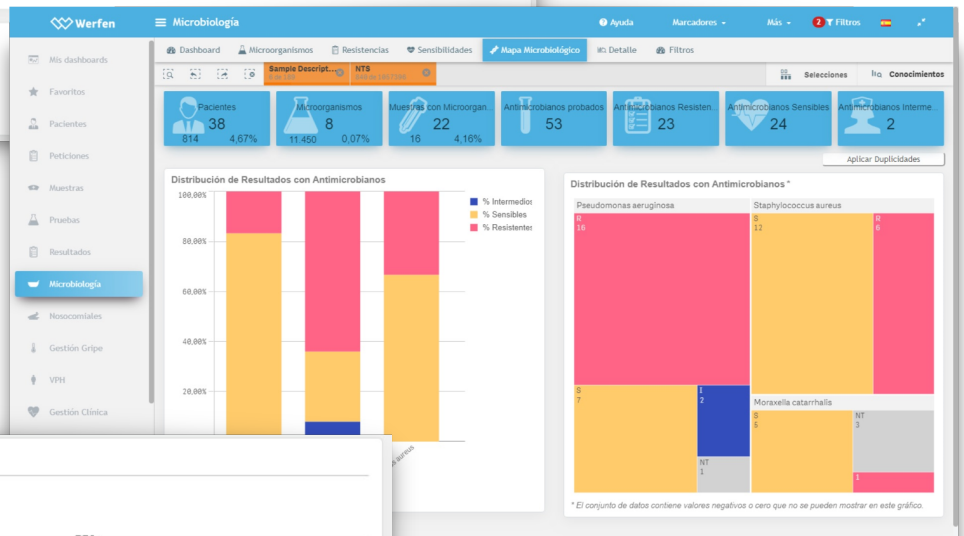 Werfen
Microbiología
Ayuda
Marcadores
Más
2 Filtros
Mis dashboards
Favoritos
Pacientes
Peticiones
Muestras
Pruebas
Resultados
Microbiología
Nosocomiales
Gestión Gripe
VPH
Gestión Clínica
Dashboard
Microorganismos
Resistencias
Sensibilidades
Mapa Microbiológico
Detalle
Filtros
Sample Descript...
NTS
Selecciones
Conocimientos
Pacientes
38
814 4,67%
Microorganismos
8
11.450 0,07%
Muestras con Microorgan...
22
16 4,16%
Antimicrobianos probados
53
Antimicrobianos Resisten...
23
Antimicrobianos Sensibles
24
Antimicrobianos Interme...
2
Aplicar Duplicidades
Distribución de Resultados con Antimicrobianos
100,00%
80,00%
60,00%
40,00%
20,00%
% Intermedios
% Sensibles
% Resistentes
aureus
Distribución de Resultados con Antimicrobianos *
Pseudomonas aeruginosa
R
16
S
7
I
2
NT
1
Staphylococcus aureus
S
12
R
6
Moraxella catarrhalis
S
NT
3
1
* El conjunto de datos contiene valores negativos o cero que no se pueden mostrar en este gráfico.